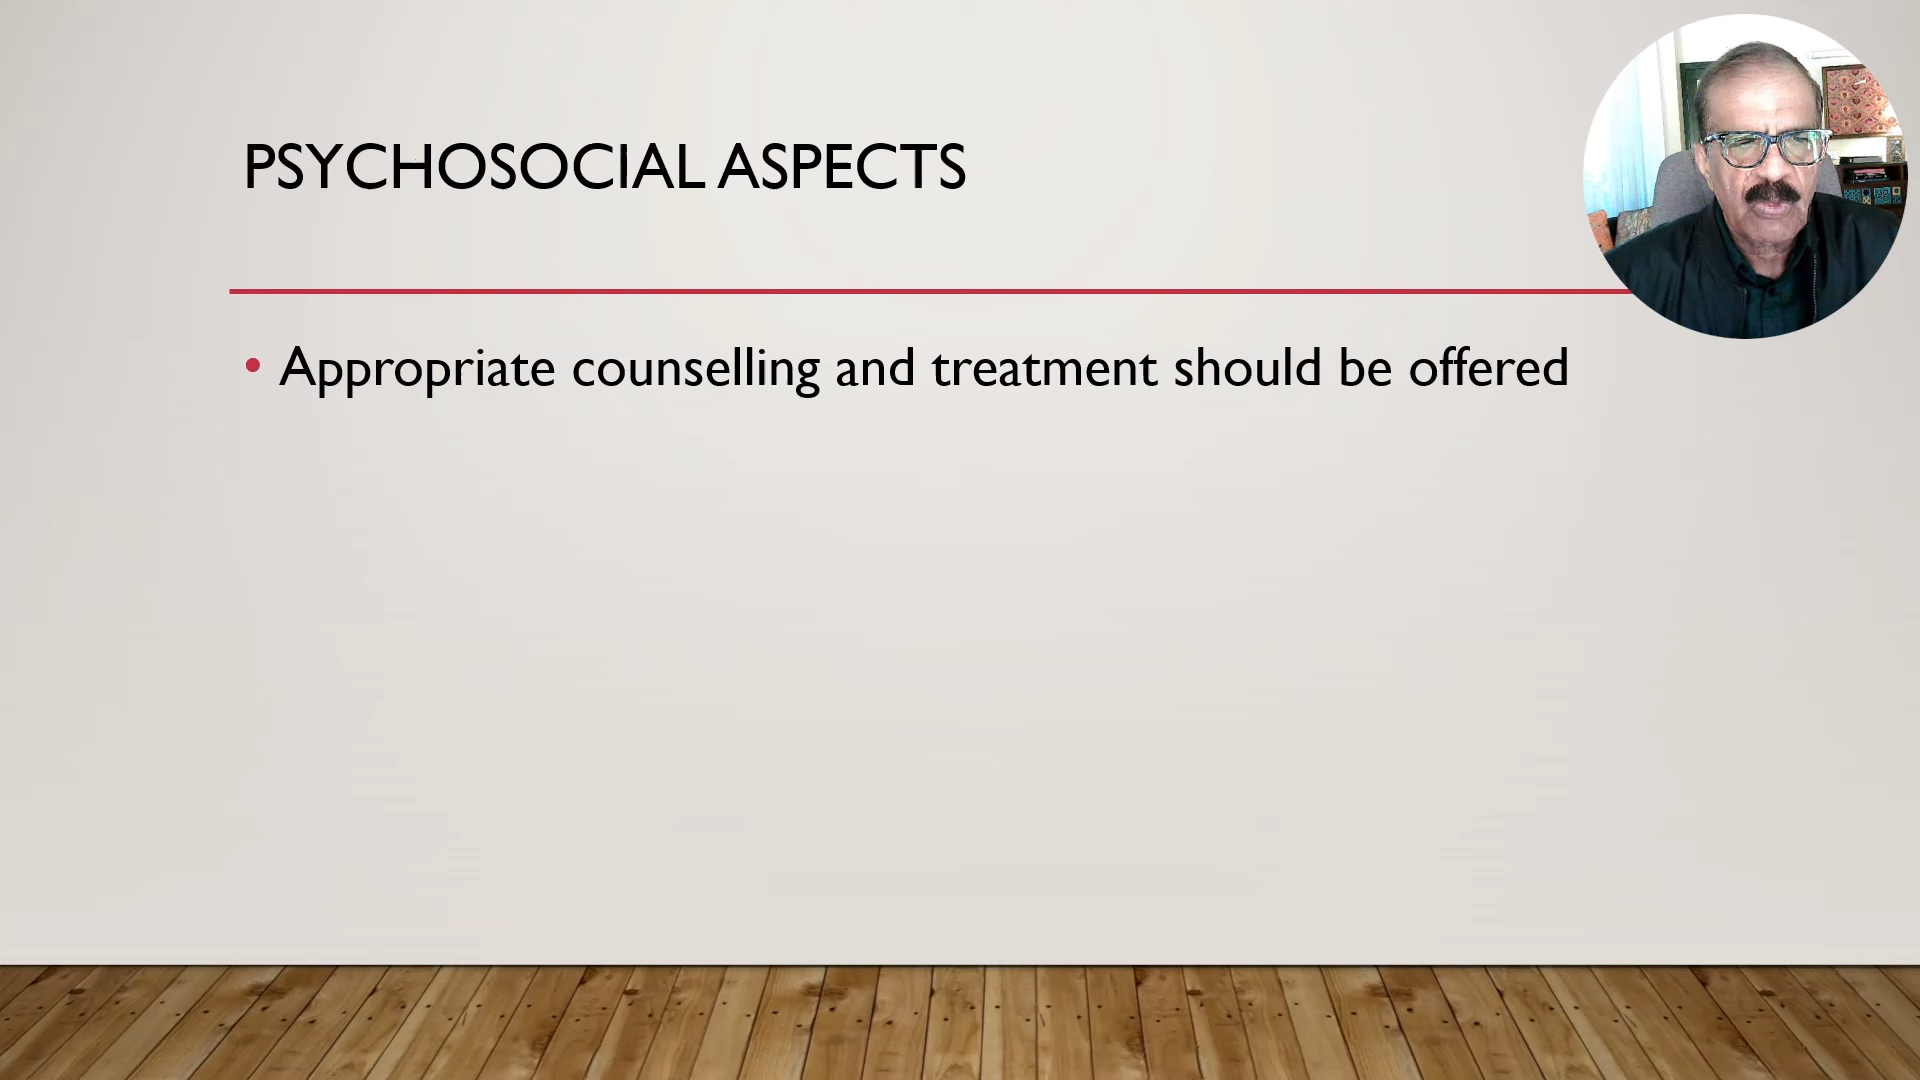 PSYCHOSOCIAL ASPECTS
• Appropriate counselling and treatment should be offered